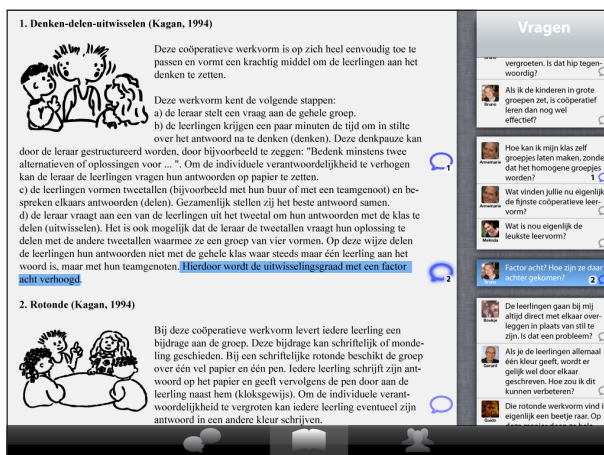 1. Denken-delen-uitwisselen (Kagan, 1994)
Deze coöperatieve werkvorm is op zich heel eenvoudig toe te
passen en vormt een krachtig middel om de leerlingen aan het
denken te zetten.
Deze werkvorm kent de volgende stappen:
a) de leraar stelt een vraag aan de gehele groep.
b) de leerlingen krijgen een paar minuten de tijd om in stilte
over het antwoord na te denken (denken). Deze denkpauze kan
door de leraar gestructureerd worden, door bijvoorbeeld te zeggen: "Bedenk minstens twee
alternatieven of oplossingen voor ... ". Om de individuele verantwoordelijkheid te verhogen
kan de leraar de leerlingen vragen hun antwoorden op papier te zetten.
c) de leerlingen vormen tweetallen (bijvoorbeeld met hun buur of met een teamgenoot) en be-
spreken elkaars antwoorden (delen). Gezamenlijk stellen zij het beste antwoord samen.
d) de leraar vraagt aan een van de leerlingen uit het tweetal om hun antwoorden met de klas te
delen (uitwisselen). Het is ook mogelijk dat de leraar de tweetallen vraagt hun oplossing te
delen met de andere tweetallen waarmee ze een groep van vier vormen. Op deze wijze delen
de leerlingen hun antwoorden niet met de gehele klas waar steeds maar één leerling aan het
woord is, maar met hun teamgenoten. Hierdoor wordt de uitwisselingsgraad met een factor
acht verhoogd.
1
2
2. Rotonde (Kagan, 1994)
Bij deze coöperatieve werkvorm levert iedere leerling een
bijdrage aan de groep. Deze bijdrage kan schriftelijk of monde-
ling geschieden. Bij een schriftelijke rotonde beschikt de groep
over één vel papier en één pen. Iedere leerling schrijft zijn ant-
woord op het papier en geeft vervolgens de pen door aan de
leerling naast hem (kloksgewijs). Om de individuele verant-
woordelijkheid te vergroten kan iedere leerling eventueel zijn
antwoord in een andere kleur schrijven.
Vragen
vergroeten. Is dat hip tegen-
woordig?
Als ik de kinderen in grote
groepen zet, is coöperatief
leren dan nog wel
effectief?
Bruno
Hoe kan ik mijn klas zelf
groepjes laten maken, zonde
dat het homogene groepjes
worden? 1
Annemarie
Wat vinden jullie nu eigenlijk
de fijnste coöperatieve leer-
vorm?
Annemarie
Wat is nou eigenlijk de
leukste leervorm?
Melinda
Factor acht? Hoe zijn ze daar
achter gekomen? 2
Bruno
De leerlingen gaan bij mij
altijd direct met elkaar over-
leggen in plaats van stil te
zijn. Is dat een probleem?
Boukje
Als je de leerlingen allemaal
één kleur geeft, wordt er
gelijk wel door elkaar
geschreven. Hoe zou ik dit
kunnen verbeteren?
Gerard
Die rotonde werkvorm vind i
eigenlijk een beetje raar. Op
Guido